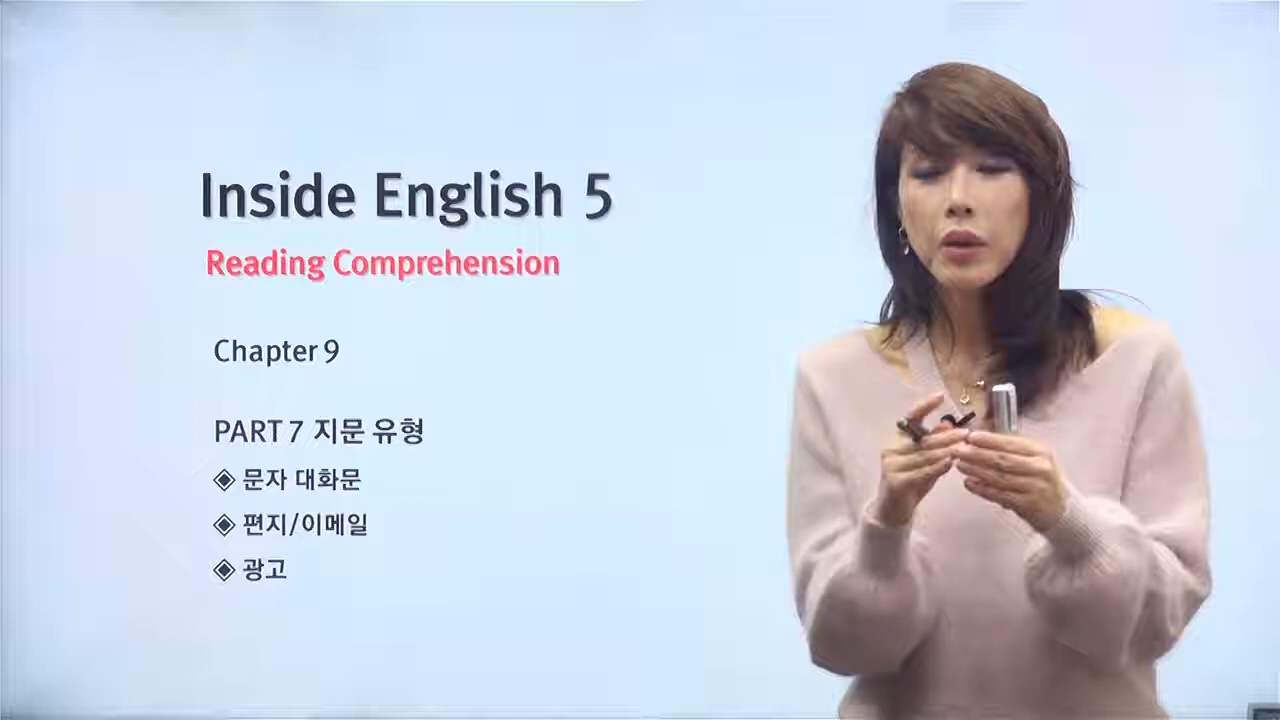 Inside English 5
Reading Comprehension
Chapter 9
PART 7 지문 유형
◈ 문자 대화문
◈ 편지/이메일
◈ 광고